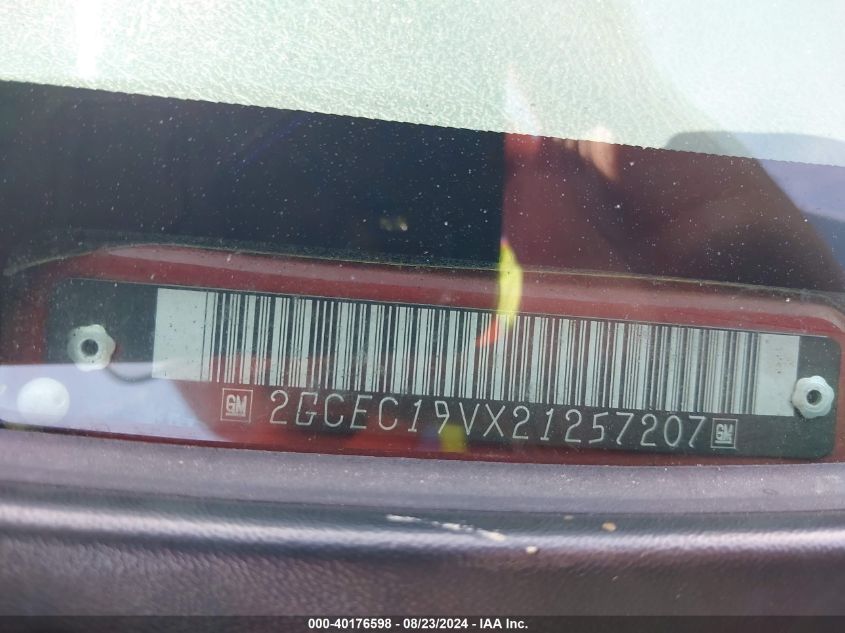 GM 2GCEC19VX21257207 GM
000-40176598 - 08/23/2024 - IAA Inc.